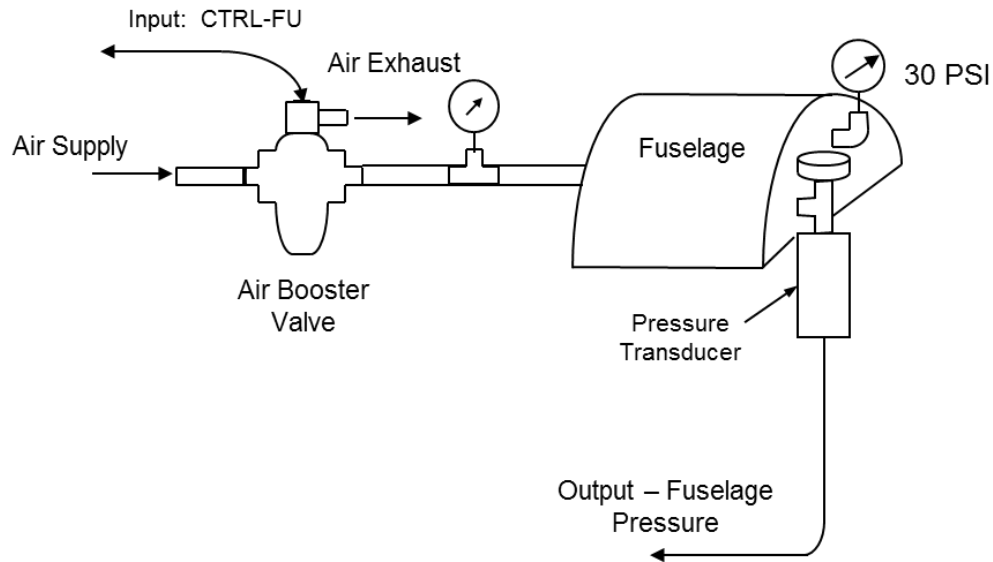 Input: CTRL-FU
Air Exhaust
30 PSI
Air Supply
Fuselage
Air Booster
Valve
Pressure
Transducer
Output – Fuselage
Pressure